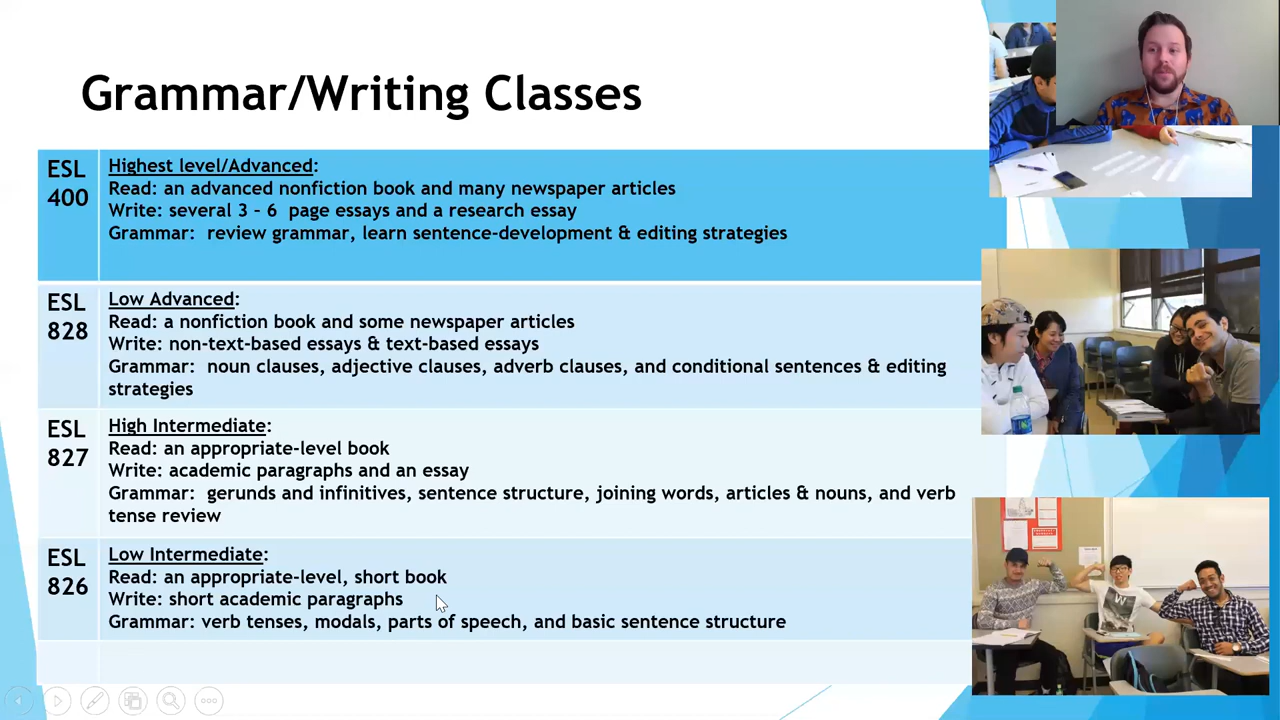 Grammar/Writing Classes
ESL
400
Highest level/Advanced:
Read: an advanced nonfiction book and many newspaper articles
Write: several 3 – 6  page essays and a research essay
Grammar:  review grammar, learn sentence-development & editing strategies
ESL
828
Low Advanced:
Read: a nonfiction book and some newspaper articles
Write: non-text-based essays & text-based essays
Grammar:  noun clauses, adjective clauses, adverb clauses, and conditional sentences & editing
strategies
ESL
827
High Intermediate:
Read: an appropriate-level book
Write: academic paragraphs and an essay
Grammar:  gerunds and infinitives, sentence structure, joining words, articles & nouns, and verb
tense review
ESL
826
Low Intermediate:
Read: an appropriate-level, short book
Write: short academic paragraphs
Grammar: verb tenses, modals, parts of speech, and basic sentence structure